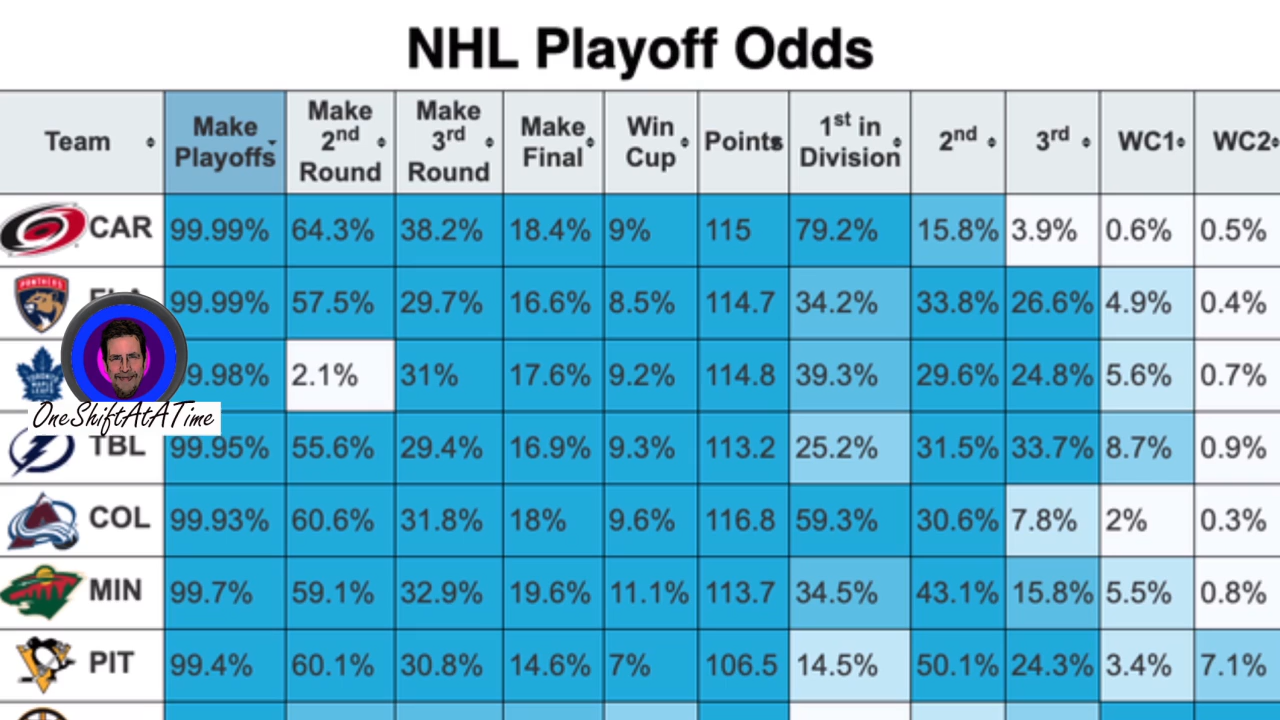 NHL Playoff Odds
Team Make Playoffs Make 2nd Round Make 3rd Round Make Final Win Cup Points 1st in Division 2nd 3rd WC1 WC2
CAR 99.99% 64.3% 38.2% 18.4% 9% 115 79.2% 15.8% 3.9% 0.6% 0.5%
PANTHERS 99.99% 57.5% 29.7% 16.6% 8.5% 114.7 34.2% 33.8% 26.6% 4.9% 0.4%
TORONTO MAPLE LEAFS 9.98% 2.1% 31% 17.6% 9.2% 114.8 39.3% 29.6% 24.8% 5.6% 0.7%
OneShiftAtATime
TBL 99.95% 55.6% 29.4% 16.9% 9.3% 113.2 25.2% 31.5% 33.7% 8.7% 0.9%
COL 99.93% 60.6% 31.8% 18% 9.6% 116.8 59.3% 30.6% 7.8% 2% 0.3%
MIN 99.7% 59.1% 32.9% 19.6% 11.1% 113.7 34.5% 43.1% 15.8% 5.5% 0.8%
PIT 99.4% 60.1% 30.8% 14.6% 7% 106.5 14.5% 50.1% 24.3% 3.4% 7.1%